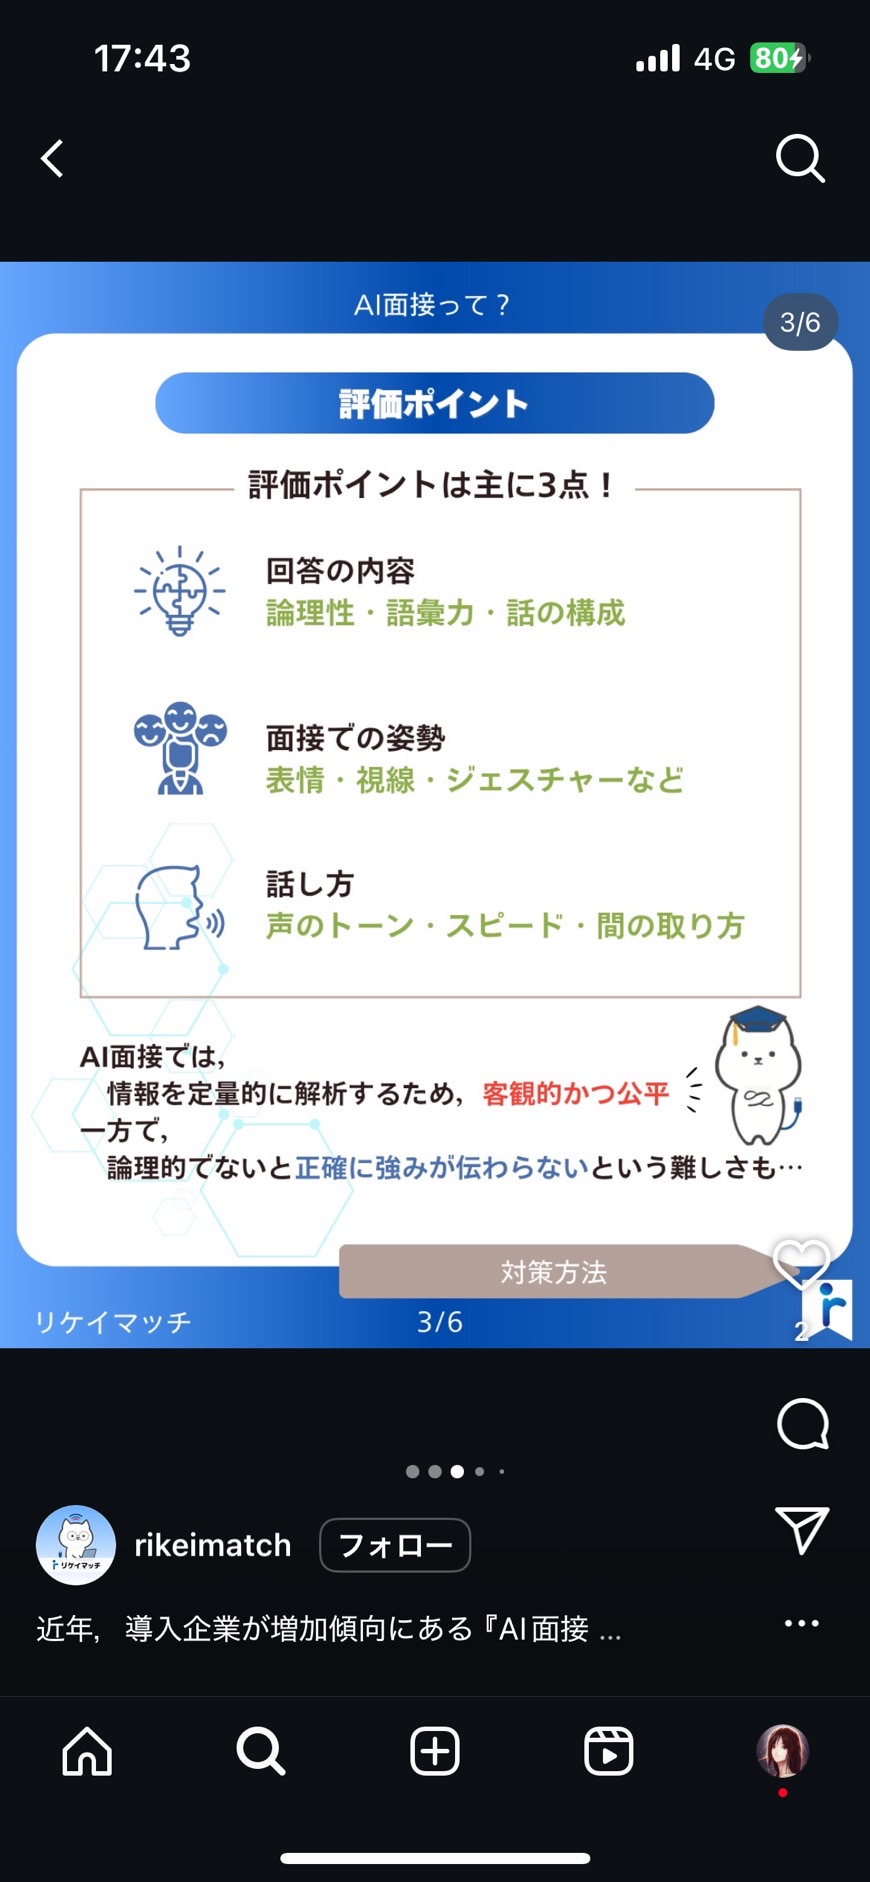 17:43
4G
80
AI面接って？
3/6
評価ポイント
評価ポイントは主に3点！
回答の内容
論理性・語彙力・話の構成
面接での姿勢
表情・視線・ジェスチャーなど
話し方
声のトーン・スピード・間の取り方
AI面接では，
情報を定量的に解析するため，客観的かつ公平
一方で，
論理的でないと正確に強みが伝わらないという難しさも…
対策方法
リケイマッチ
3/6
2
r
rikeimatch
フォロー
r リケイマッチ
近年，導入企業が増加傾向にある『AI面接 ...